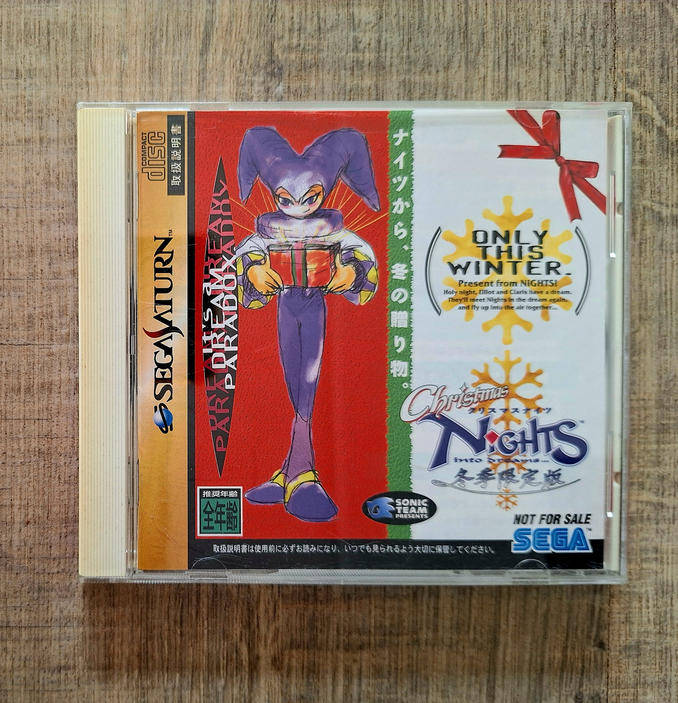 COMPACT
disc
取扱説明書
SEGA SATURN™
IT'S A
DREAM
PARADOX
ナイツから、冬の贈り物。
ONLY
THIS
WINTER.
Present from NiGHTS!
Holy night, Elliot and Claris have a dream.
They'll meet Nights in the dream again,
and fly up into the air together...
Christmas
クリスマスナイツ
NiGHTS™
into Dreams...
冬季限定版
推奨年齢
全年齢
SONIC
TEAM
PRESENTS
NOT FOR SALE
SEGA™
取扱説明書は使用前に必ずお読みになり、いつでも見られるよう大切に保管してください。